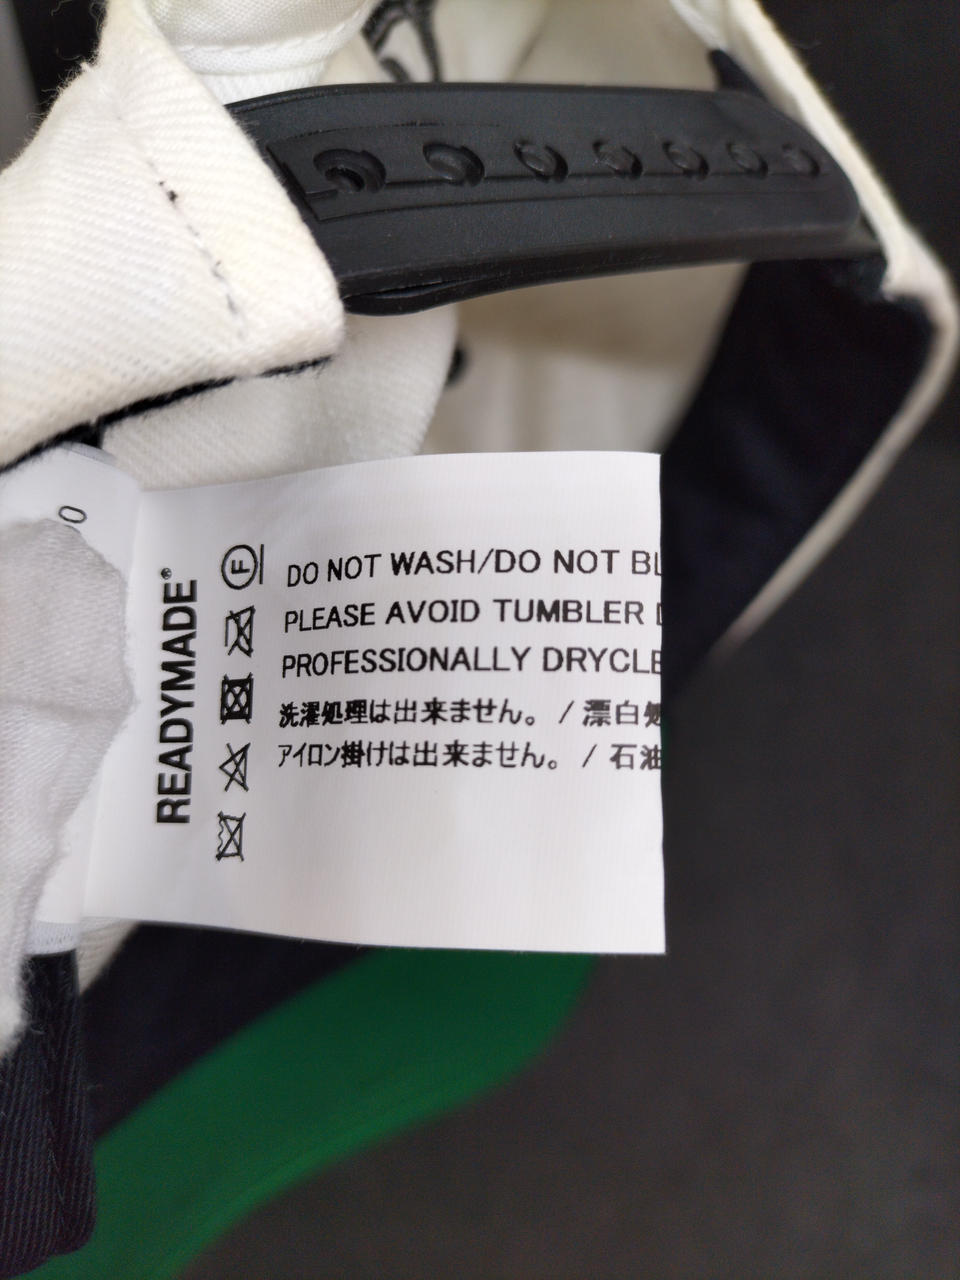 0
READYMADE®
F
DO NOT WASH/DO NOT BL
PLEASE AVOID TUMBLER D
PROFESSIONALLY DRYCLE
洗濯処理は出来ません。 / 漂白処
アイロン掛けは出来ません。 / 石油